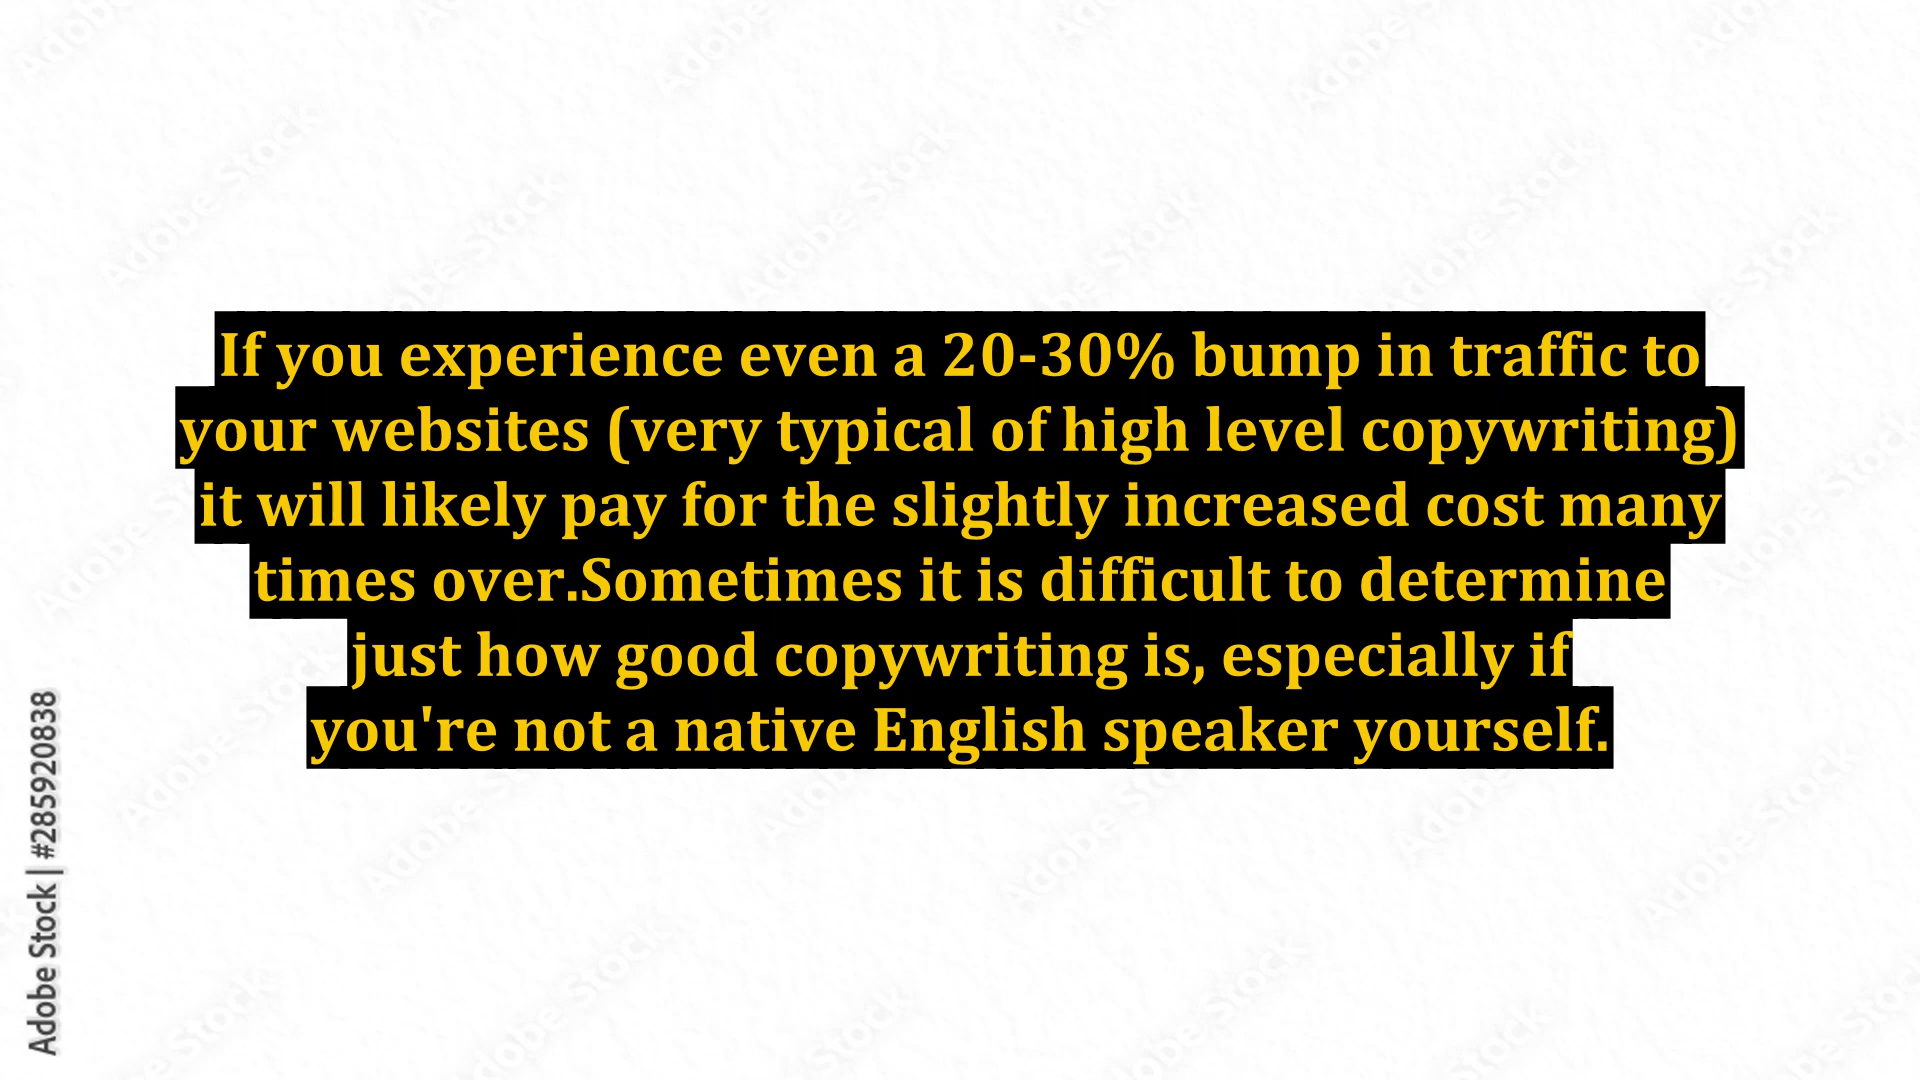 If you experience even a 20-30% bump in traffic to
your websites (very typical of high level copywriting)
it will likely pay for the slightly increased cost many
times over.Sometimes it is difficult to determine
just how good copywriting is, especially if
you're not a native English speaker yourself.
Adobe Stock | #285920838